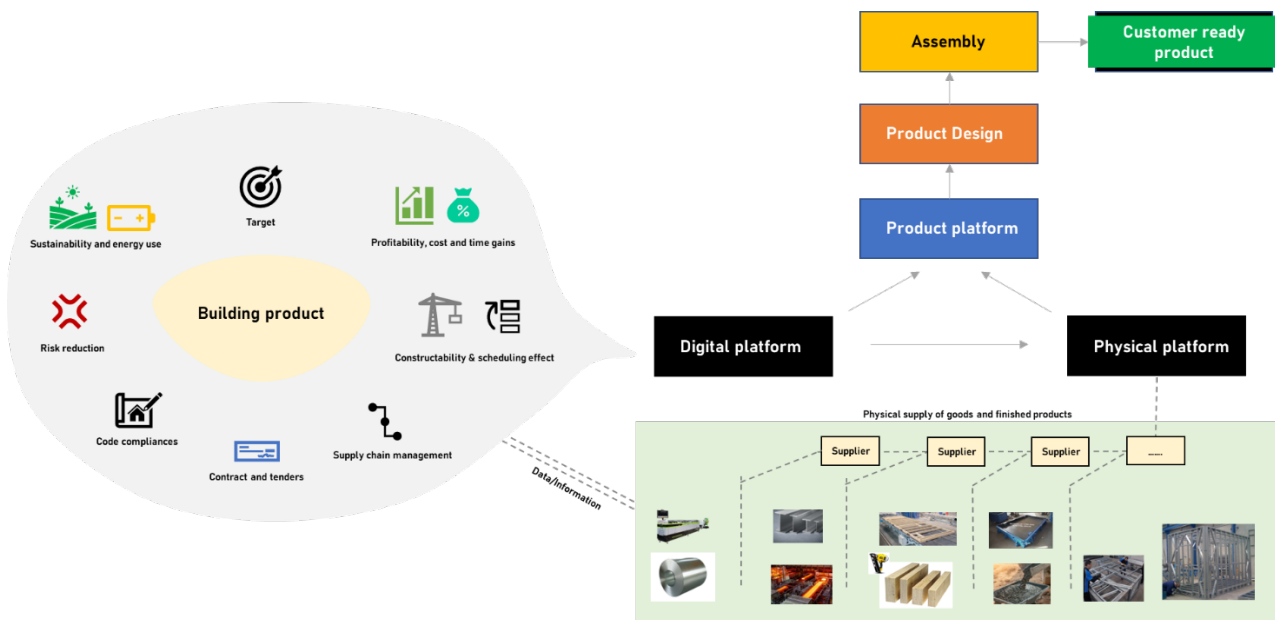 Assembly
Customer ready
product
Product Design
Target
Sustainability and energy use
Profitability, cost and time gains
Product platform
Building product
Risk reduction
Constructability & scheduling effect
Digital platform
Physical platform
Code compliances
Supply chain management
Contract and tenders
Data/Information
Physical supply of goods and finished products
Supplier
Supplier
Supplier
......